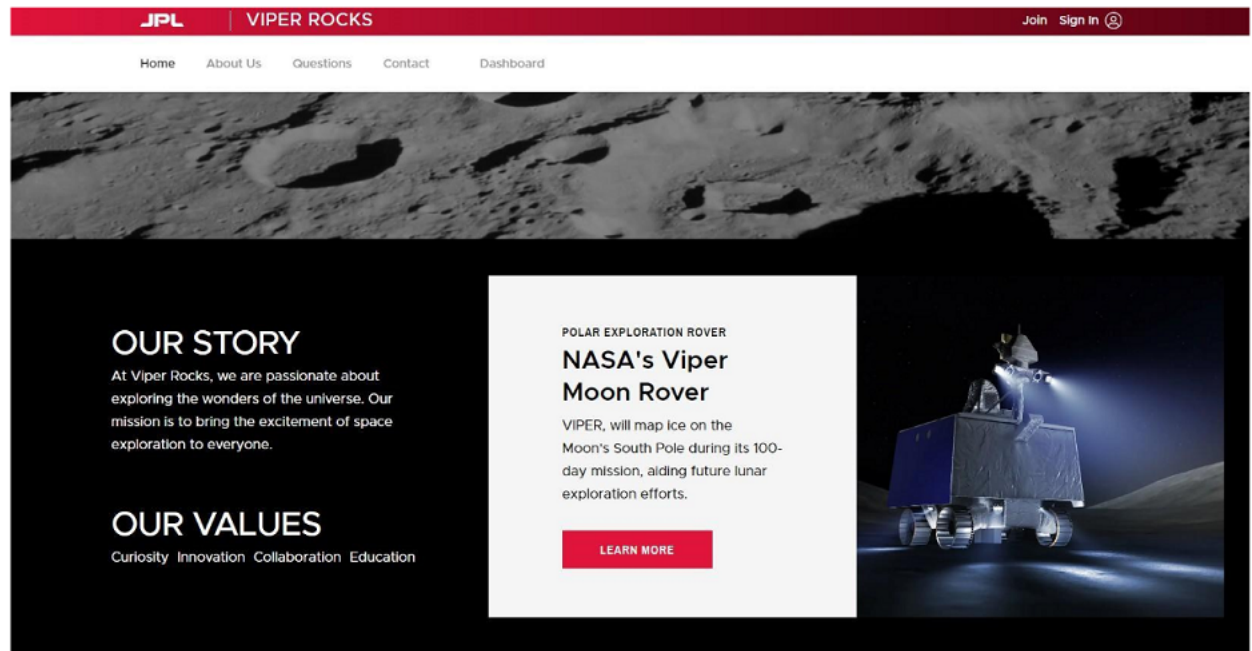 JPL | VIPER ROCKS
Join Sign In
Home About Us Questions Contact Dashboard
OUR STORY
At Viper Rocks, we are passionate about
exploring the wonders of the universe. Our
mission is to bring the excitement of space
exploration to everyone.
OUR VALUES
Curiosity Innovation Collaboration Education
POLAR EXPLORATION ROVER
NASA's Viper
Moon Rover
VIPER, will map ice on the
Moon's South Pole during its 100-
day mission, aiding future lunar
exploration efforts.
LEARN MORE